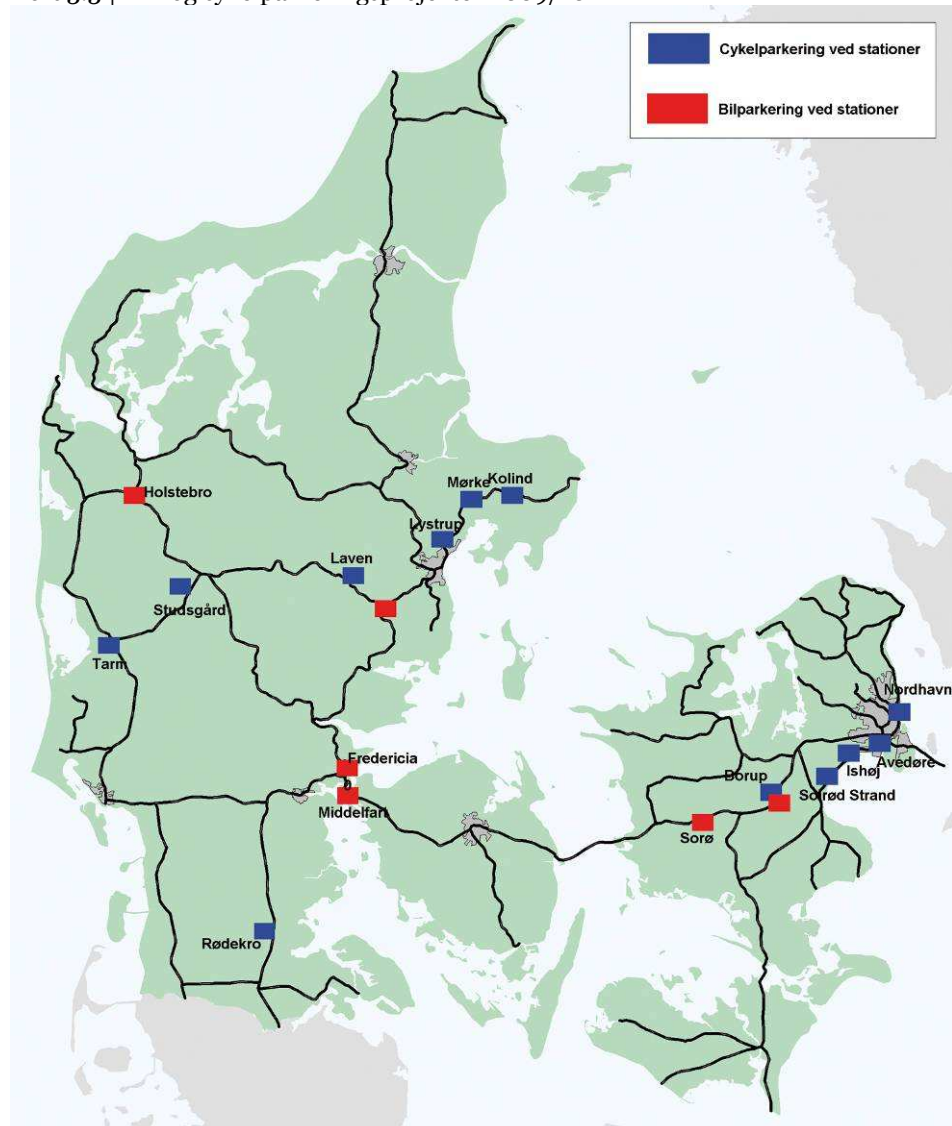 Cykelparkering ved stationer
Bilparkering ved stationer
Mørke
Kolind
Holstebro
Lystrup
Laven
Studsgård
Tarm
Nordhavn
Avedøre
Fredericia
Ishøj
Borup
Solrød Strand
Middelfart
Sorø
Rødekro